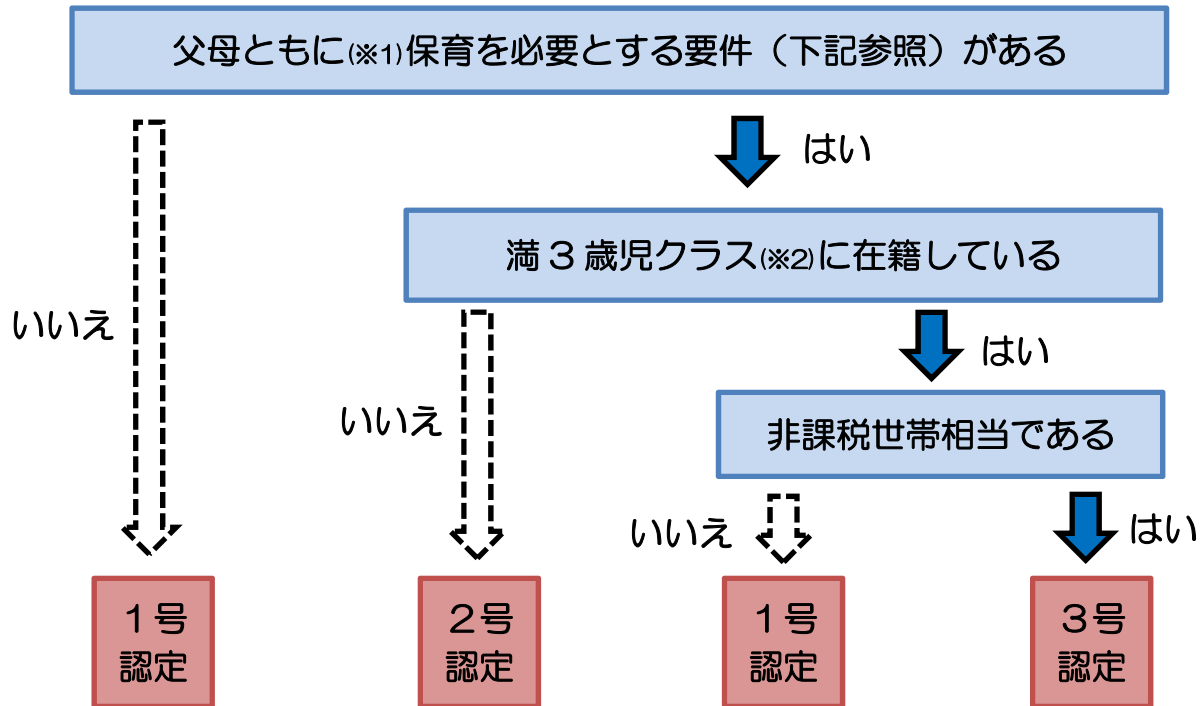 父母ともに(※1)保育を必要とする要件（下記参照）がある
はい
満３歳児クラス(※2)に在籍している
いいえ
はい
いいえ
非課税世帯相当である
いいえ
はい
１号
認定
２号
認定
１号
認定
３号
認定